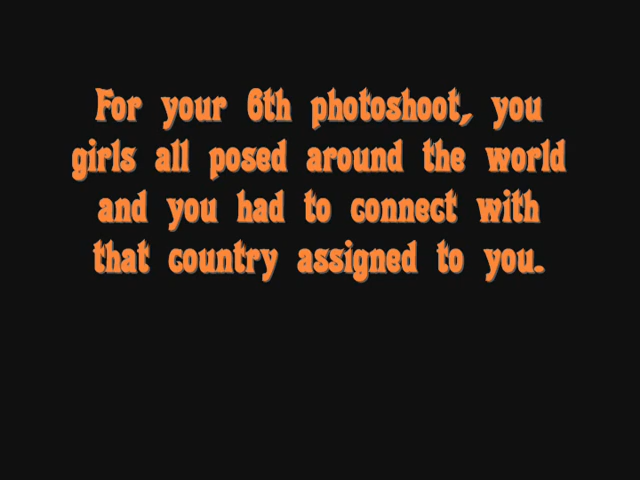 For your 6th photoshoot, you
girls all posed around the world
and you had to connect with
that country assigned to you.